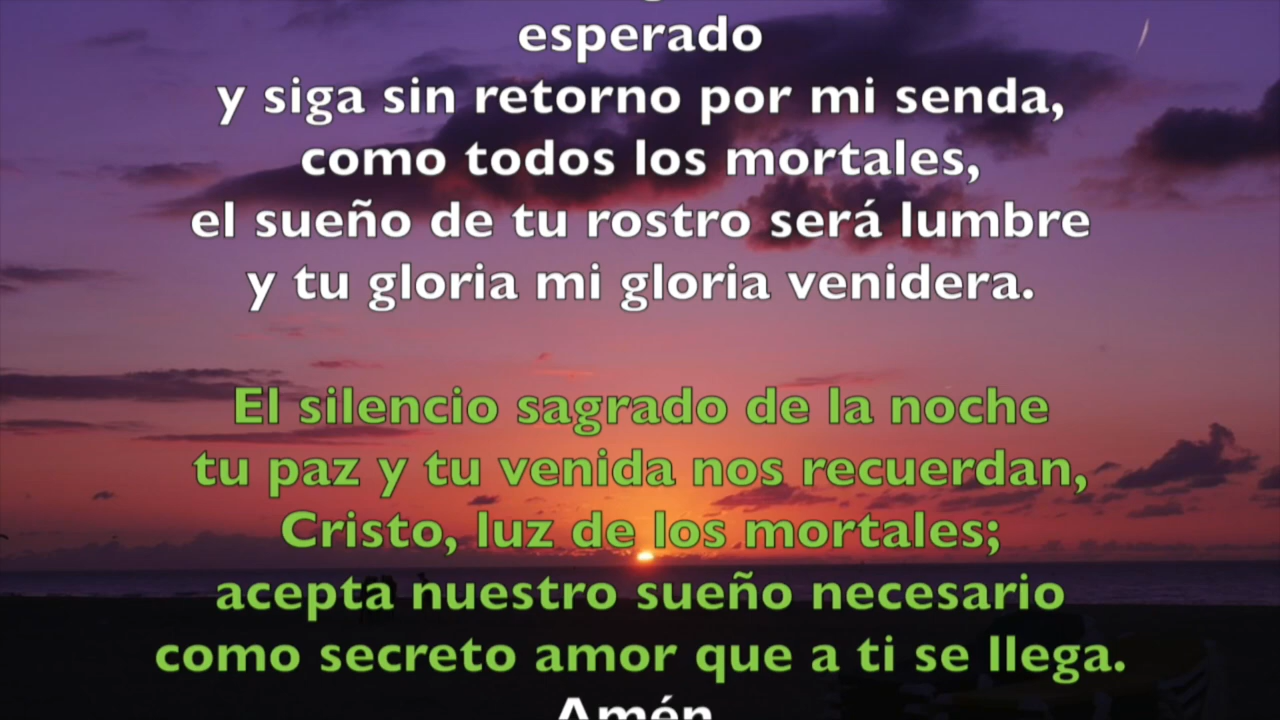 esperado
y siga sin retorno por mi senda,
como todos los mortales,
el sueño de tu rostro será lumbre
y tu gloria mi gloria venidera.
El silencio sagrado de la noche
tu paz y tu venida nos recuerdan,
Cristo, luz de los mortales;
acepta nuestro sueño necesario
como secreto amor que a ti se llega.
Amén